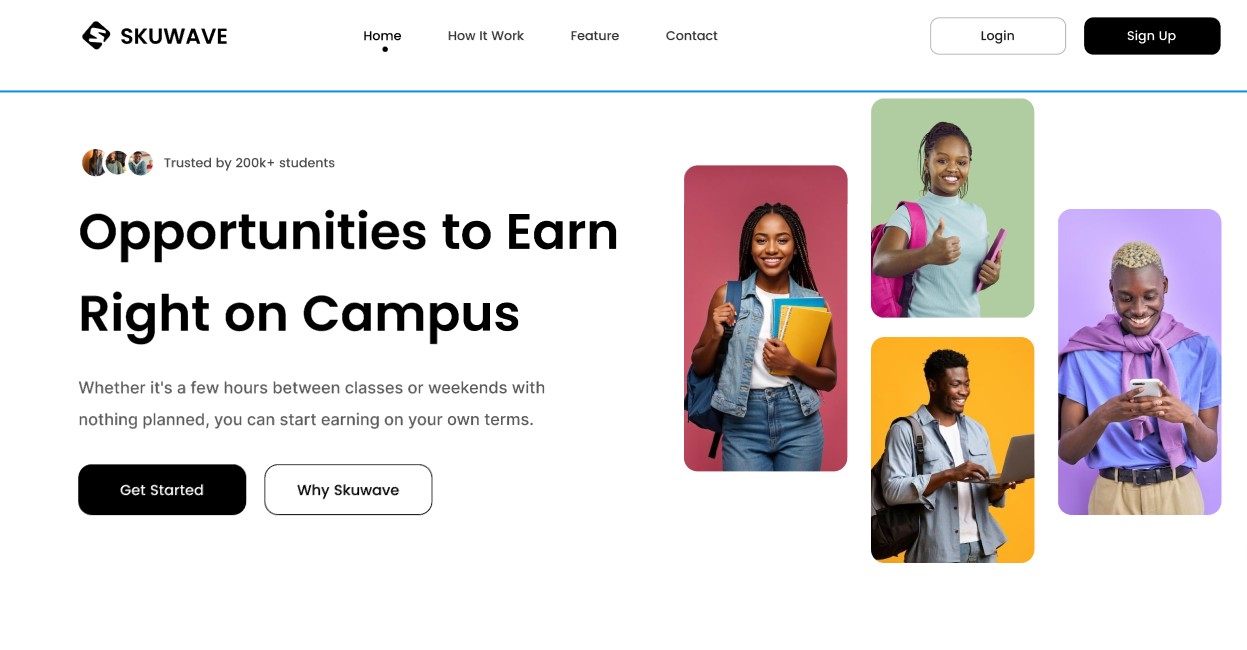 SKUWAVE
Home
How It Work
Feature
Contact
Login
Sign Up
Trusted by 200k+ students
Opportunities to Earn
Right on Campus
Whether it's a few hours between classes or weekends with
nothing planned, you can start earning on your own terms.
Get Started
Why Skuwave